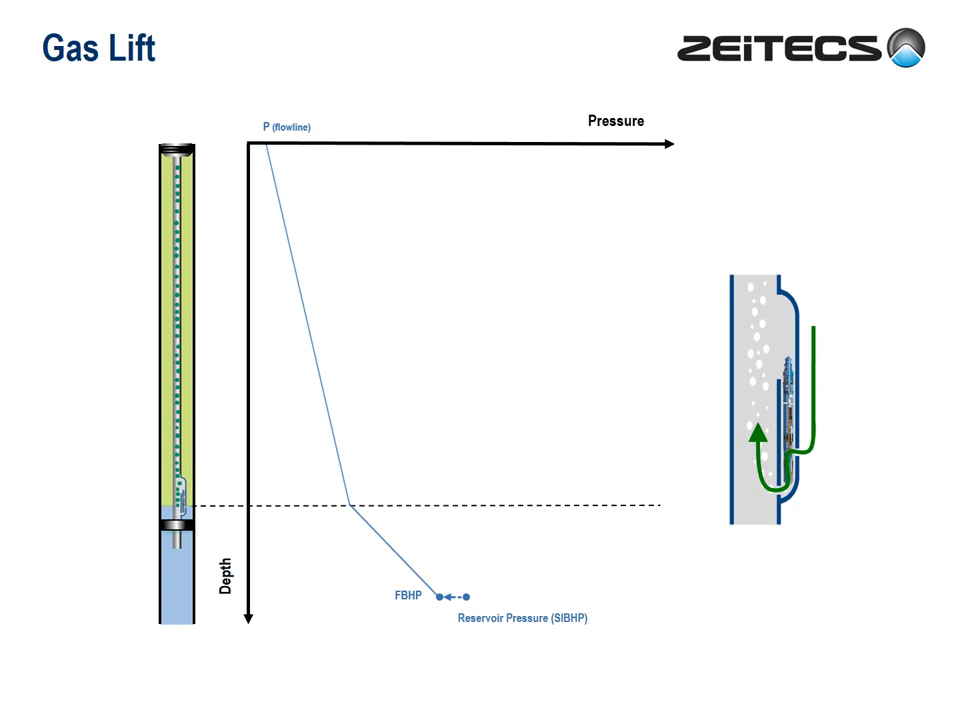 Gas Lift
ZEiTECS
P (flowline)
Pressure
Depth
FBHP
Reservoir Pressure (SIBHP)